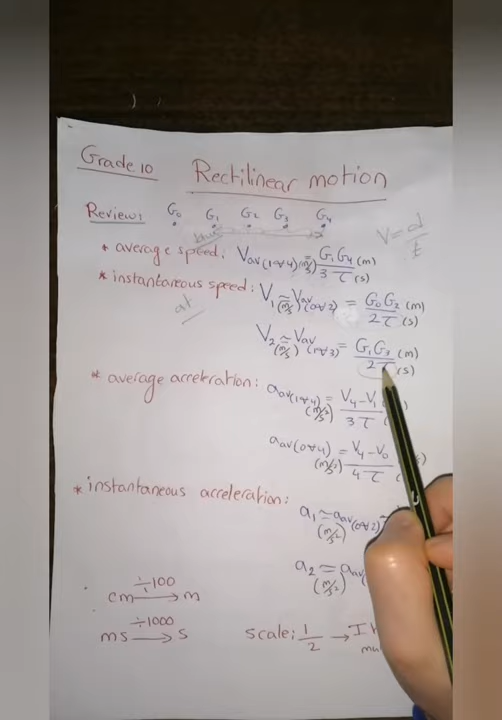 Grade 10 Rectilinear motion
Review: G₀ G₁ G₂ G₃ G₄
V = d/t
* average speed: Vav(1→4) (m/s) = G₁G₄ (m) / 3τ (s)
* instantaneous speed: V₁ (m/s) ≃ Vav(0→2) = G₀G₂ (m) / 2τ (s)
at
V₂ (m/s) ≃ Vav(1→3) = G₁G₃ (m) / 2τ (s)
* average acceleration: aav(1→4) (m/s²) = V₄ - V₁ / 3τ
aav(0→4) (m/s²) = V₄ - V₀ / 4τ
* instantaneous acceleration:
a₁ (m/s²) ≃ aav(0→2) =
a₂ (m/s²) ≃ aav
cm ÷100 → m
ms ÷1000 → s
scale: 1/2 →